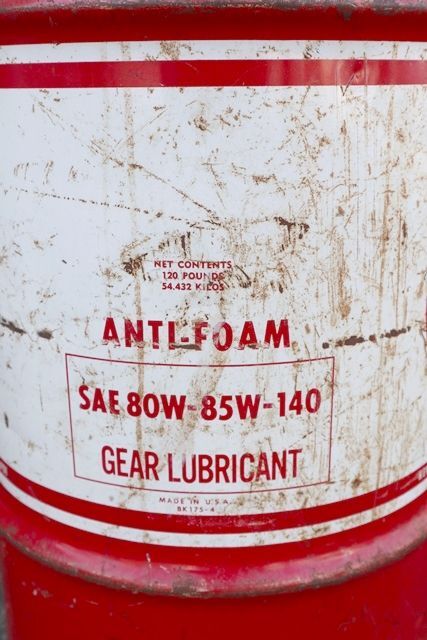 NET CONTENTS
120 POUNDS
54.432 KILOS
ANTI-FOAM
SAE 80W-85W-140
GEAR LUBRICANT
MADE IN U.S.A.
BK175-4